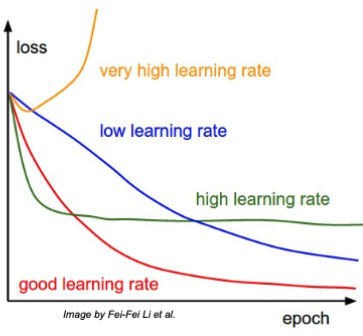 loss
very high learning rate
low learning rate
high learning rate
good learning rate
Image by Fei-Fei Li et al.
epoch